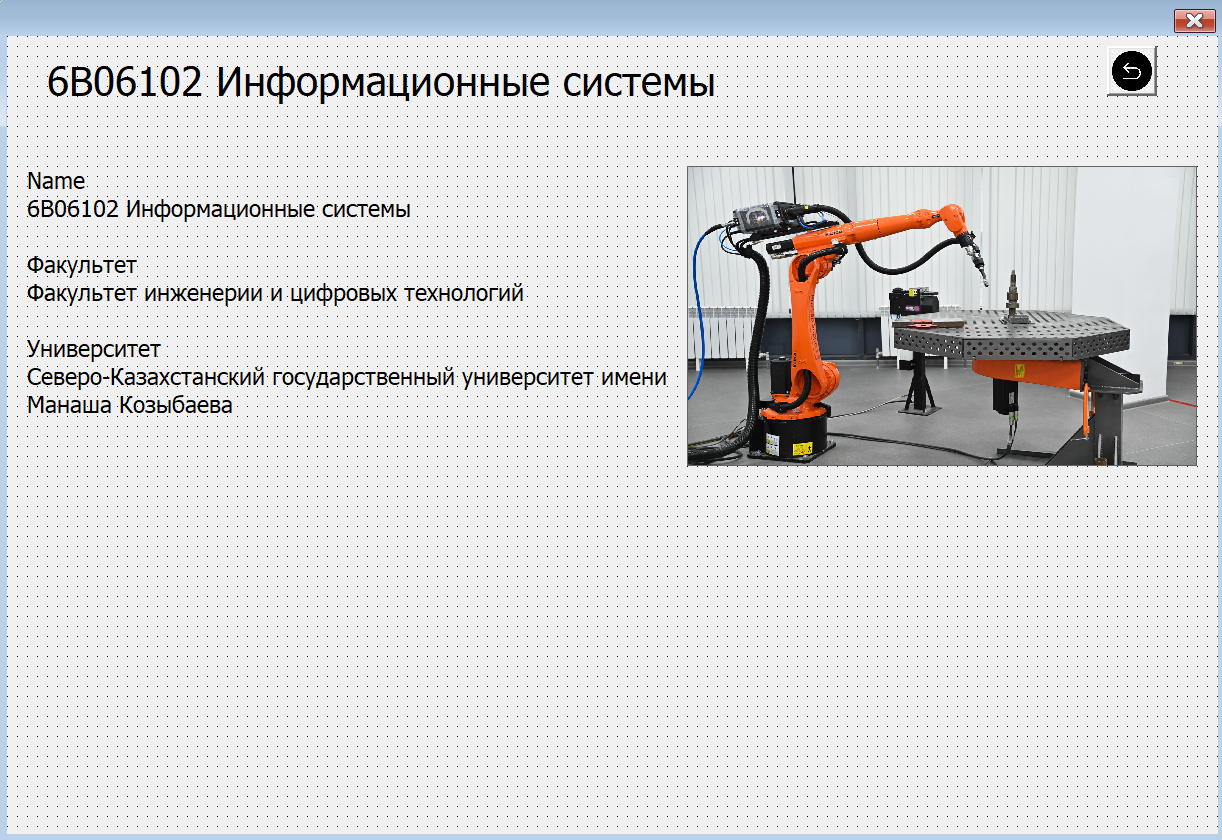 6B06102 Информационные системы
Name
6B06102 Информационные системы
Факультет
Факультет инженерии и цифровых технологий
Университет
Северо-Казахстанский государственный университет имени
Манаша Козыбаева